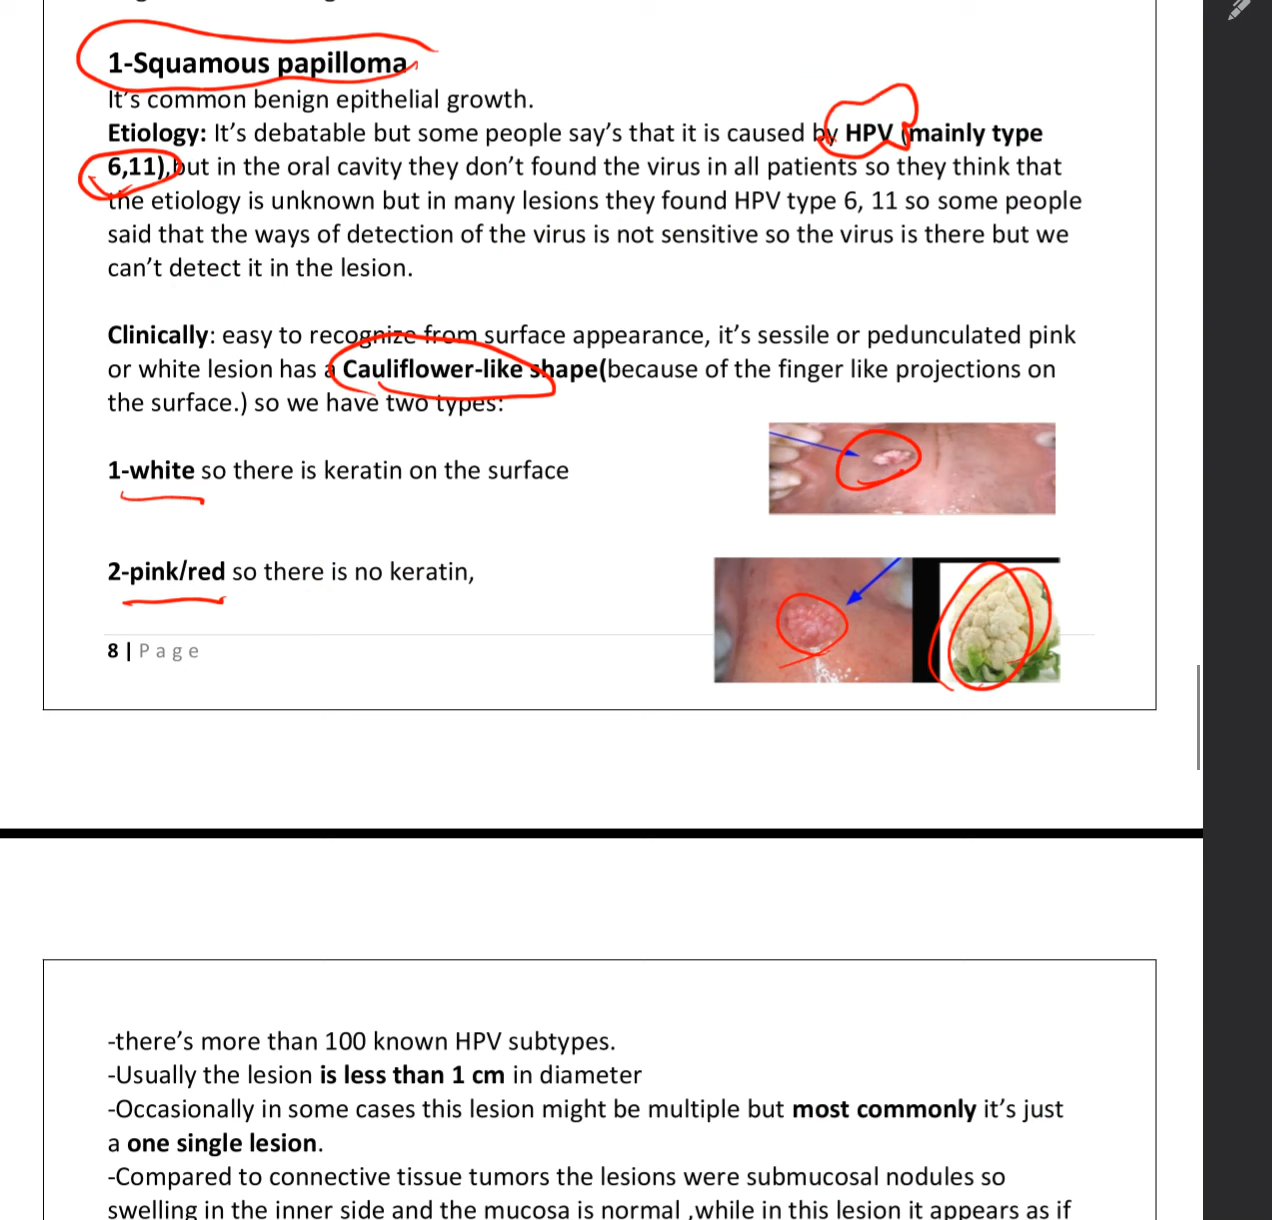 1-Squamous papilloma
It’s common benign epithelial growth.
Etiology: It’s debatable but some people say’s that it is caused by HPV (mainly type
6,11),but in the oral cavity they don’t found the virus in all patients so they think that
the etiology is unknown but in many lesions they found HPV type 6, 11 so some people
said that the ways of detection of the virus is not sensitive so the virus is there but we
can’t detect it in the lesion.
Clinically: easy to recognize from surface appearance, it’s sessile or pedunculated pink
or white lesion has a Cauliflower-like shape(because of the finger like projections on
the surface.) so we have two types:
1-white so there is keratin on the surface
2-pink/red so there is no keratin,
8 | Page
-there’s more than 100 known HPV subtypes.
-Usually the lesion is less than 1 cm in diameter
-Occasionally in some cases this lesion might be multiple but most commonly it’s just
a one single lesion.
-Compared to connective tissue tumors the lesions were submucosal nodules so
swelling in the inner side and the mucosa is normal ,while in this lesion it appears as if